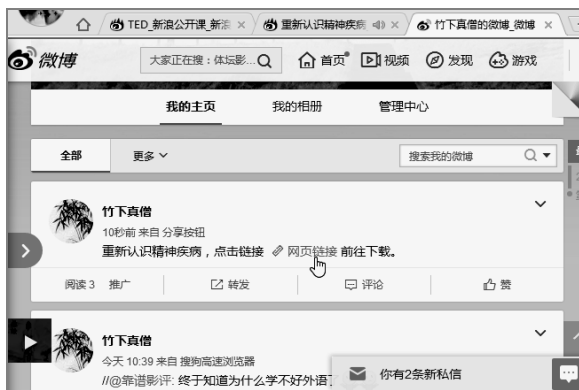 TED_新浪公开课_新浪
重新认识精神疾病
竹下真僧的微博_微博
微博
大家正在搜：体坛影...
首页
视频
发现
游戏
我的主页
我的相册
管理中心
全部
更多
搜索我的微博
竹下真僧
10秒前 来自 分享按钮
重新认识精神疾病，点击链接 网页链接 前往下载。
阅读 3
推广
转发
评论
赞
竹下真僧
今天 10:39 来自 搜狗高速浏览器
//@靠谱影评: 终于知道为什么学不好外语了
你有2条新私信